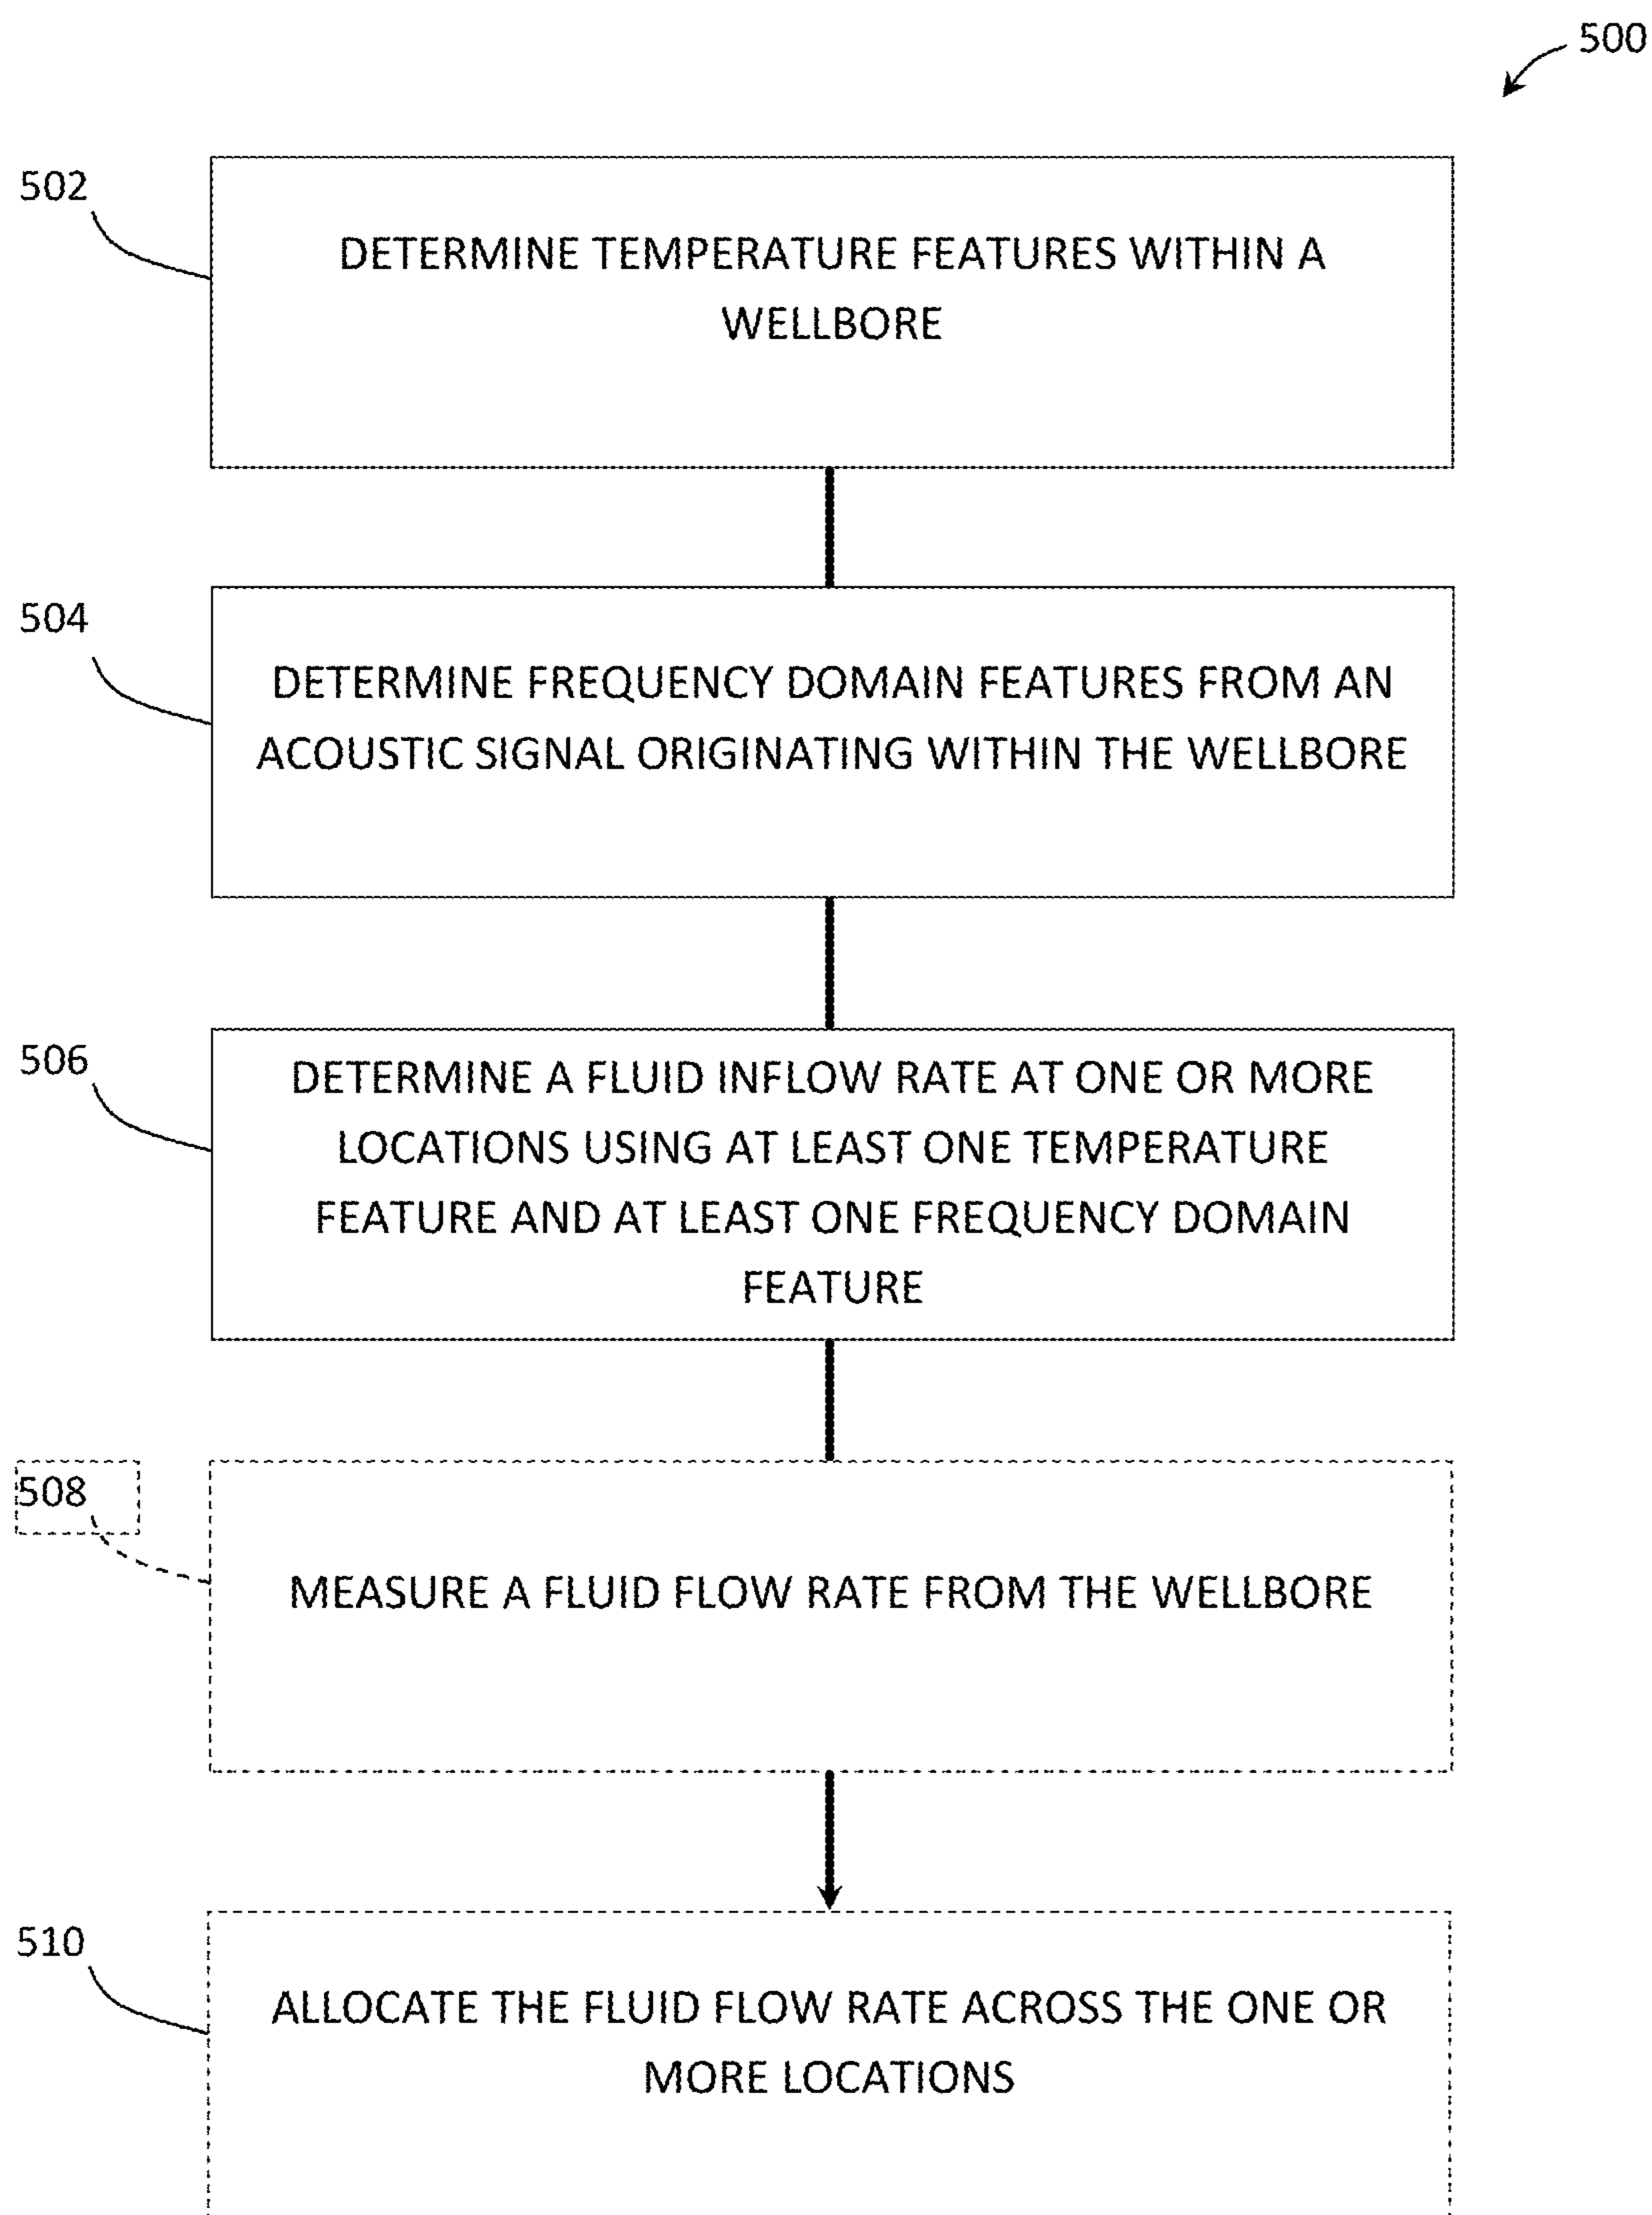 500
502
DETERMINE TEMPERATURE FEATURES WITHIN A
WELLBORE
504
DETERMINE FREQUENCY DOMAIN FEATURES FROM AN
ACOUSTIC SIGNAL ORIGINATING WITHIN THE WELLBORE
506
DETERMINE A FLUID INFLOW RATE AT ONE OR MORE
LOCATIONS USING AT LEAST ONE TEMPERATURE
FEATURE AND AT LEAST ONE FREQUENCY DOMAIN
FEATURE
508
MEASURE A FLUID FLOW RATE FROM THE WELLBORE
510
ALLOCATE THE FLUID FLOW RATE ACROSS THE ONE OR
MORE LOCATIONS